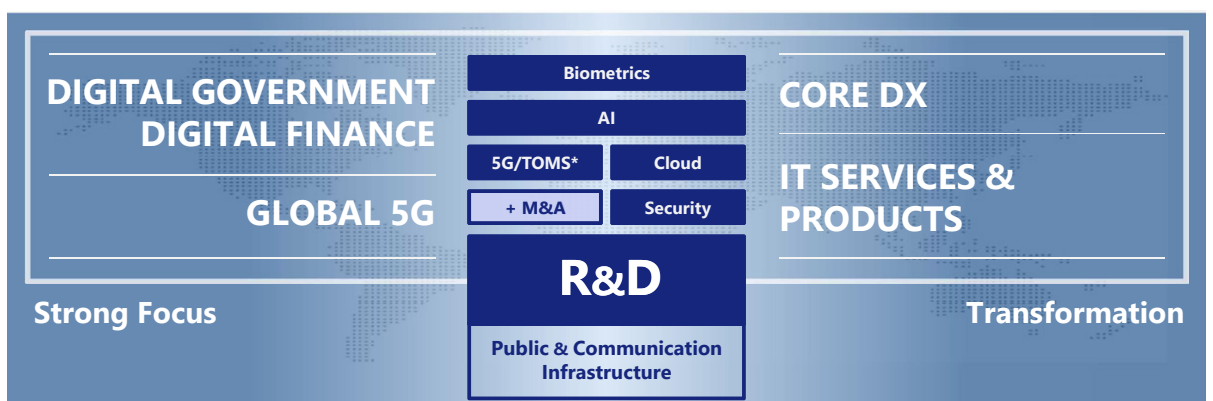 DIGITAL GOVERNMENT
DIGITAL FINANCE
GLOBAL 5G
Strong Focus
Biometrics
AI
5G/TOMS*
Cloud
+ M&A
Security
R&D
Public & Communication
Infrastructure
CORE DX
IT SERVICES &
PRODUCTS
Transformation